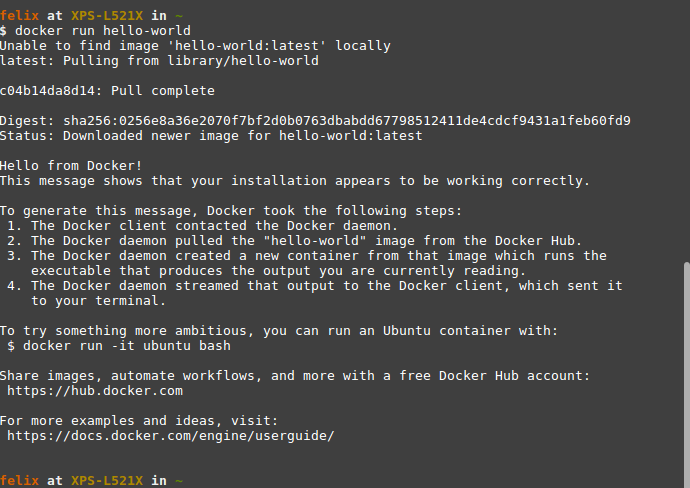 felix at XPS-L521X in ~
$ docker run hello-world
Unable to find image 'hello-world:latest' locally
latest: Pulling from library/hello-world
c04b14da8d14: Pull complete
Digest: sha256:0256e8a36e2070f7bf2d0b0763dbabdd67798512411de4cdcf9431a1feb60fd9
Status: Downloaded newer image for hello-world:latest
Hello from Docker!
This message shows that your installation appears to be working correctly.
To generate this message, Docker took the following steps:
1. The Docker client contacted the Docker daemon.
2. The Docker daemon pulled the "hello-world" image from the Docker Hub.
3. The Docker daemon created a new container from that image which runs the
executable that produces the output you are currently reading.
4. The Docker daemon streamed that output to the Docker client, which sent it
to your terminal.
To try something more ambitious, you can run an Ubuntu container with:
$ docker run -it ubuntu bash
Share images, automate workflows, and more with a free Docker Hub account:
https://hub.docker.com
For more examples and ideas, visit:
https://docs.docker.com/engine/userguide/
felix at XPS-L521X in ~